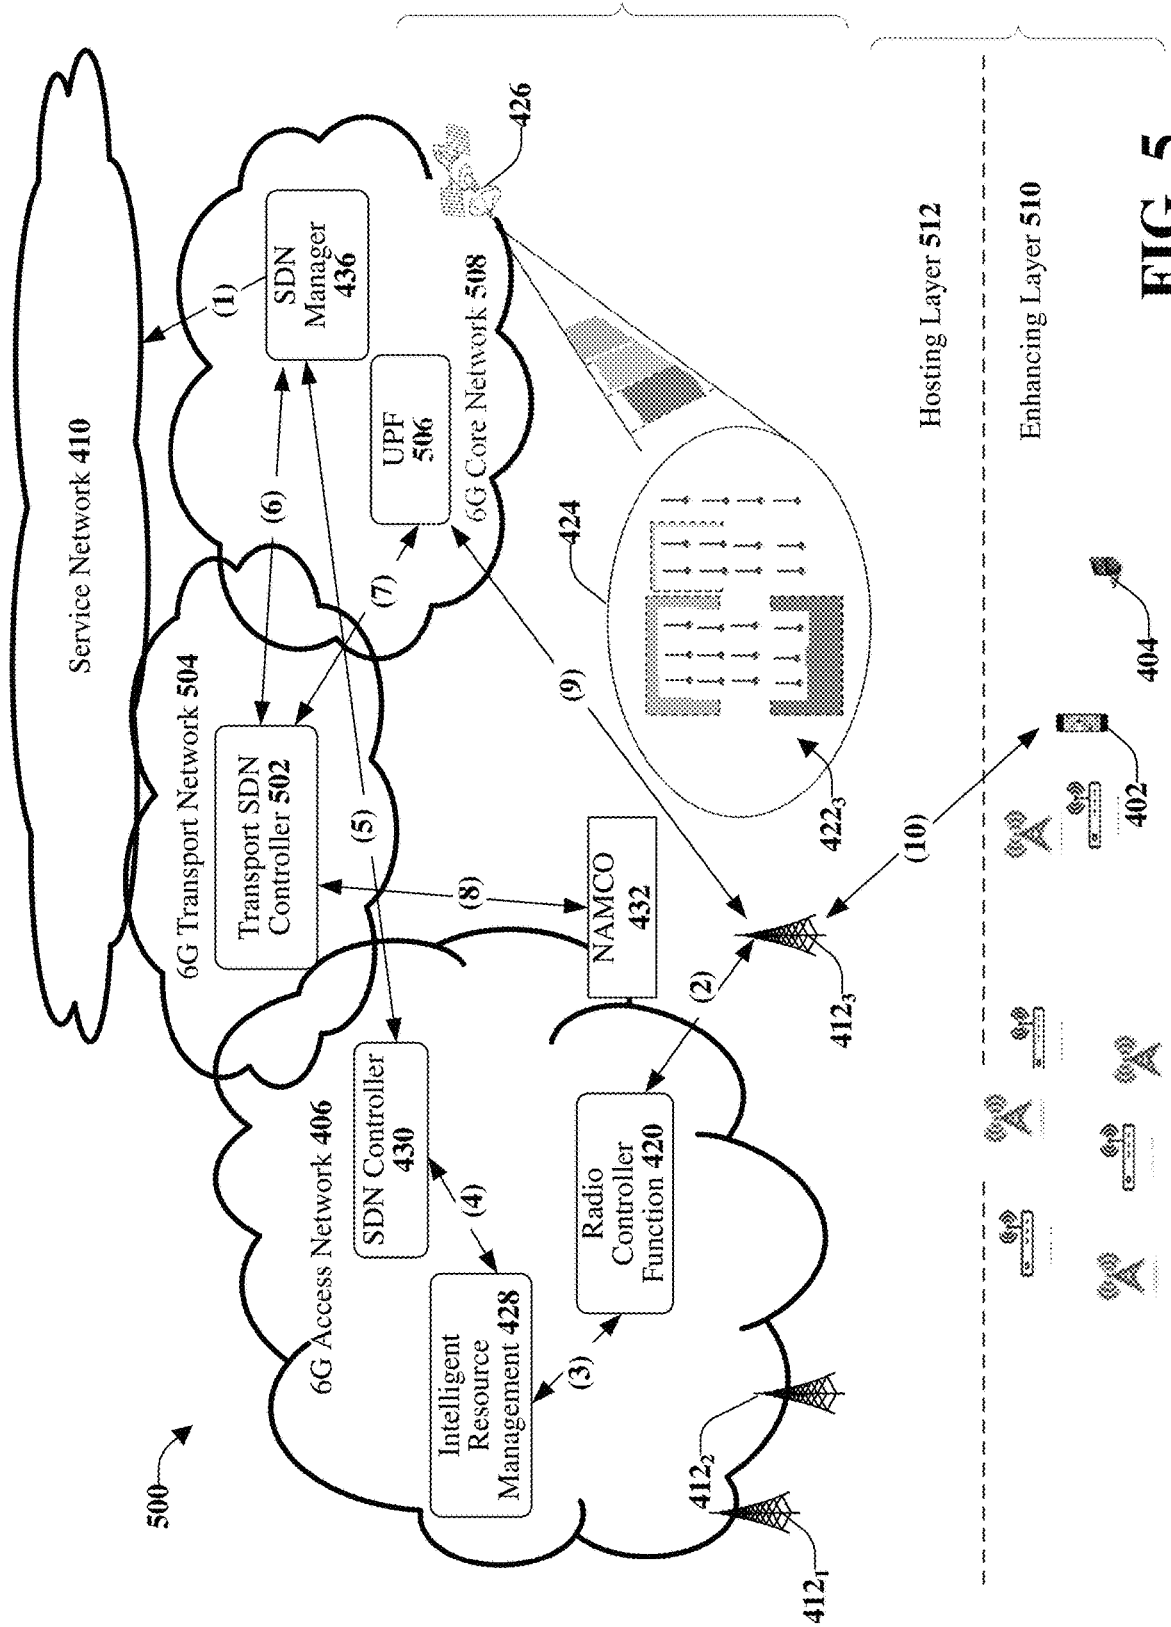 500
Service Network 410
6G Transport Network 504
Transport SDN
Controller 502
6G Access Network 406
SDN Controller
430
Intelligent
Resource
Management 428
Radio
Controller
Function 420
NAMCO
432
SDN
Manager
436
UPF
506
6G Core Network 508
(1)
(2)
(3)
(4)
(5)
(6)
(7)
(8)
(9)
(10)
412₁
412₂
412₃
422₃
424
426
Hosting Layer 512
Enhancing Layer 510
402
404
FIG. 5